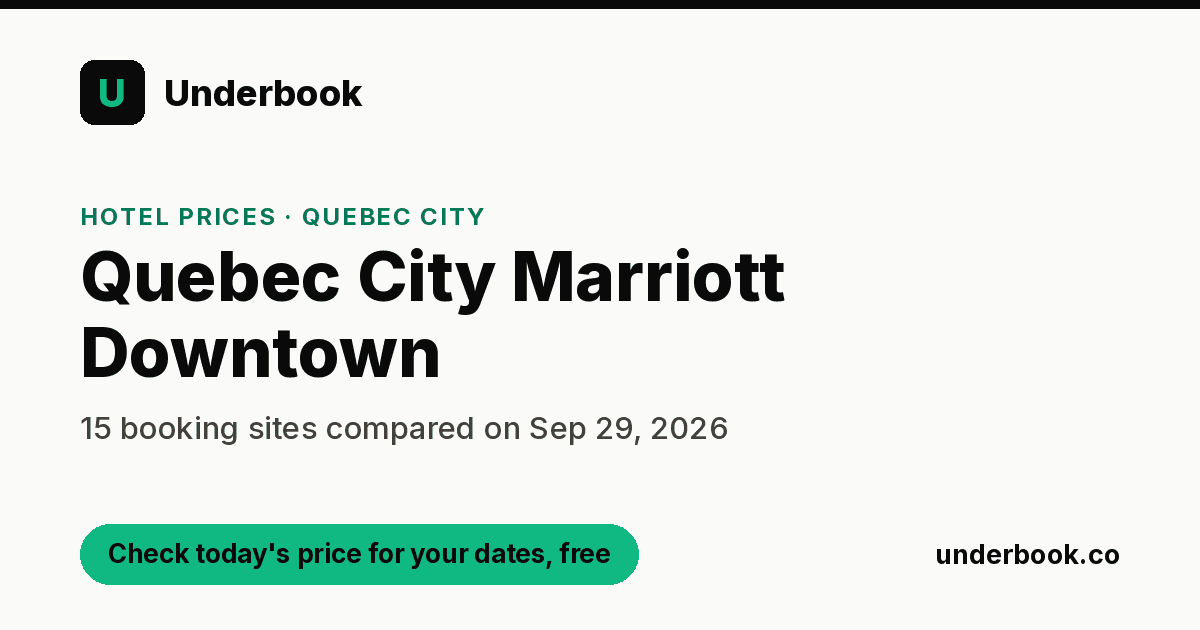 U Underbook
HOTEL PRICES · QUEBEC CITY
Quebec City Marriott
Downtown
15 booking sites compared on Sep 29, 2026
Check today's price for your dates, free
underbook.co